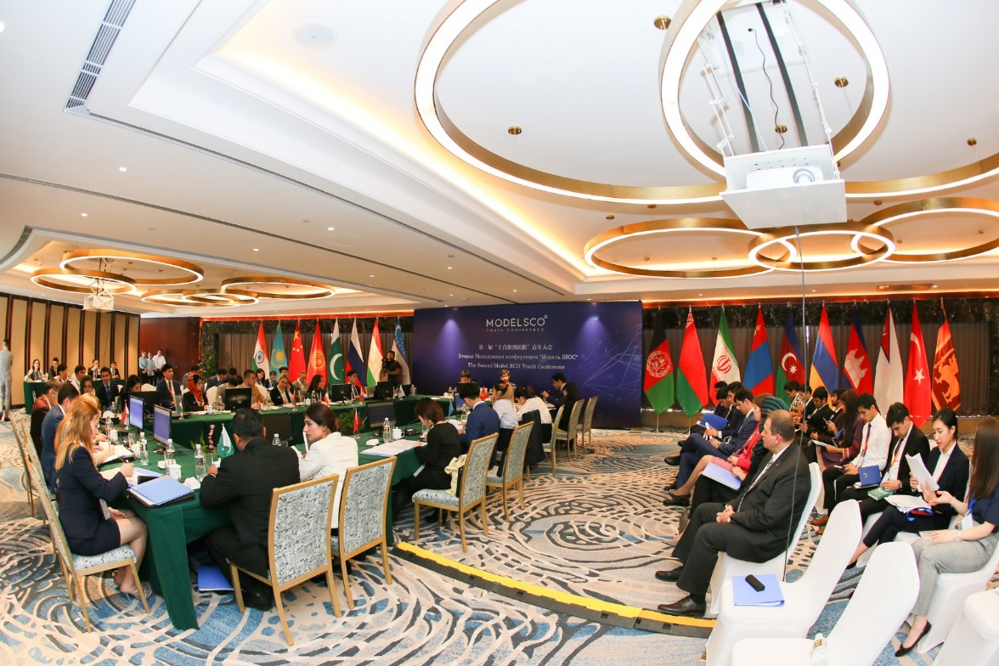 MODELSCO
YOUTH CONFERENCE
第二届“上合组织模拟”青年大会
Вторая Молодежная конференция "Модель ШОС"
The Second Model SCO Youth Conference